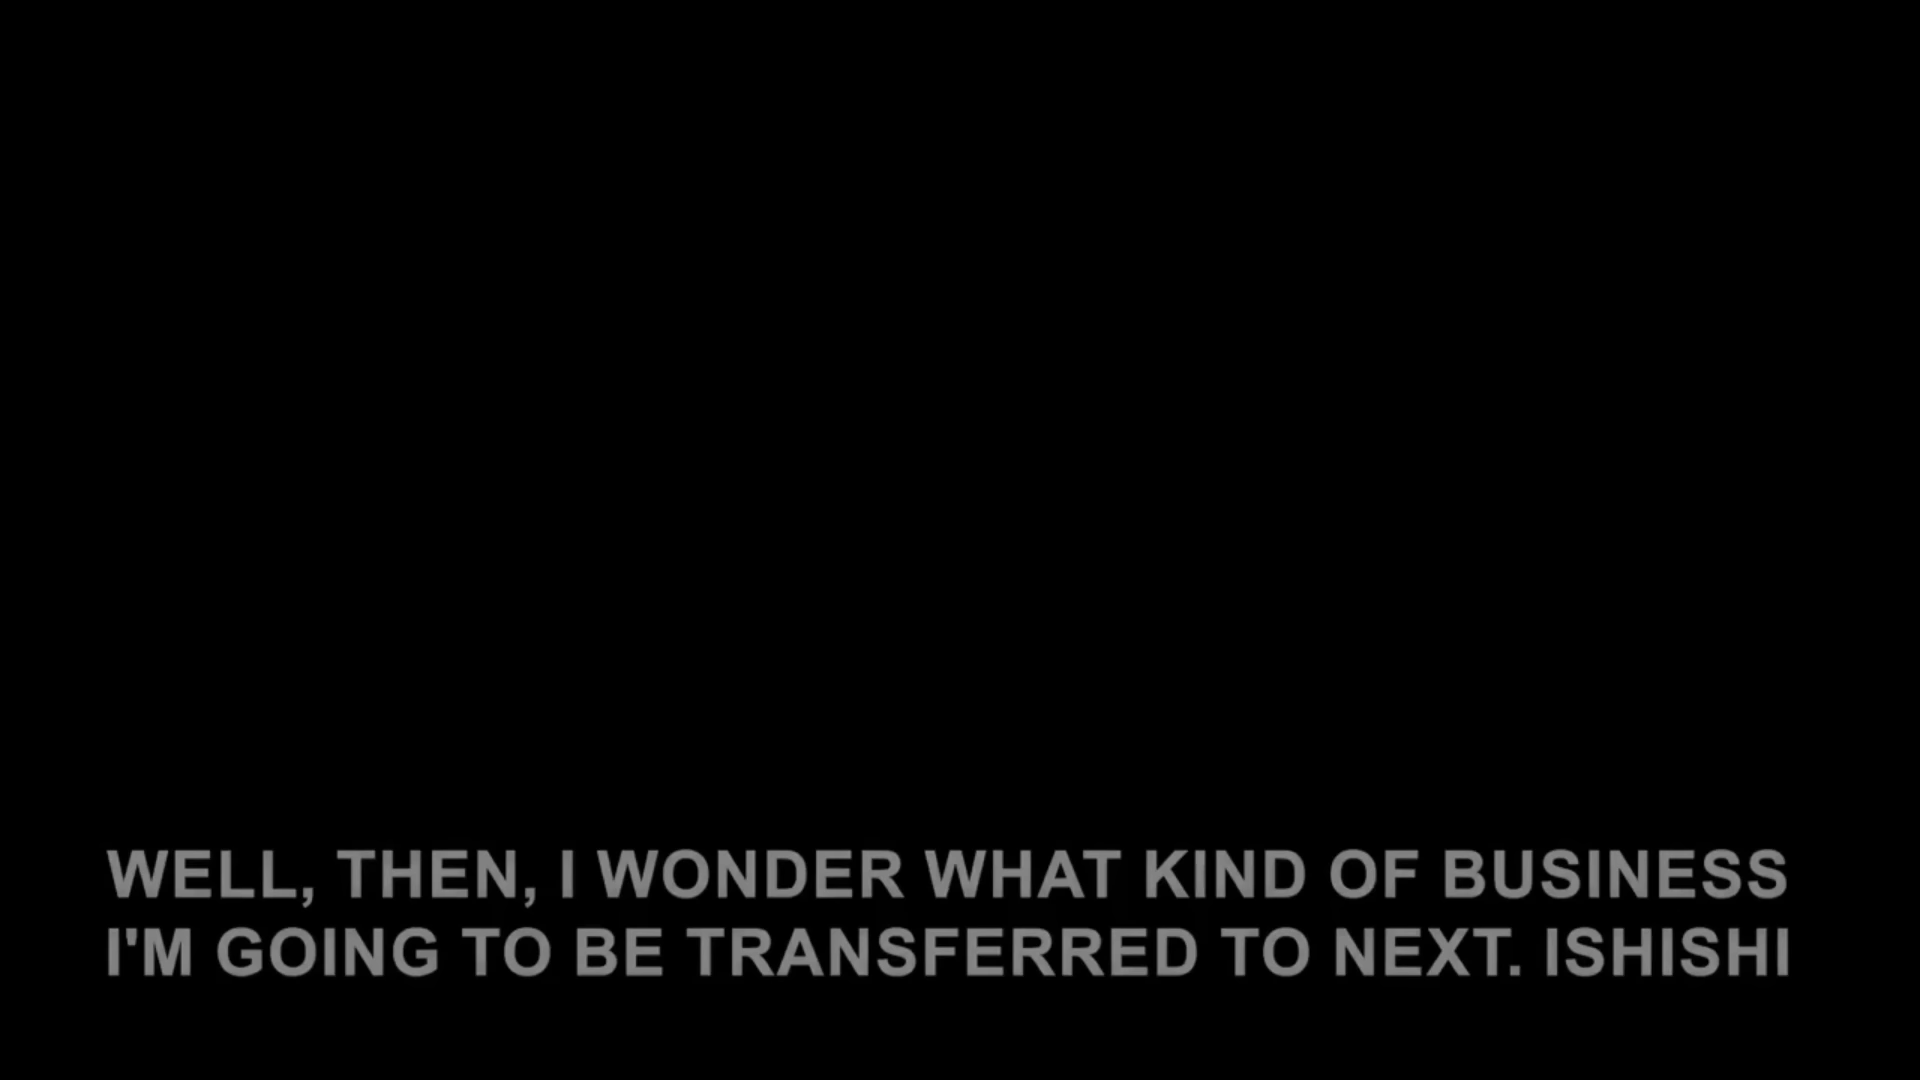 WELL, THEN, I WONDER WHAT KIND OF BUSINESS
I'M GOING TO BE TRANSFERRED TO NEXT. ISHISHI